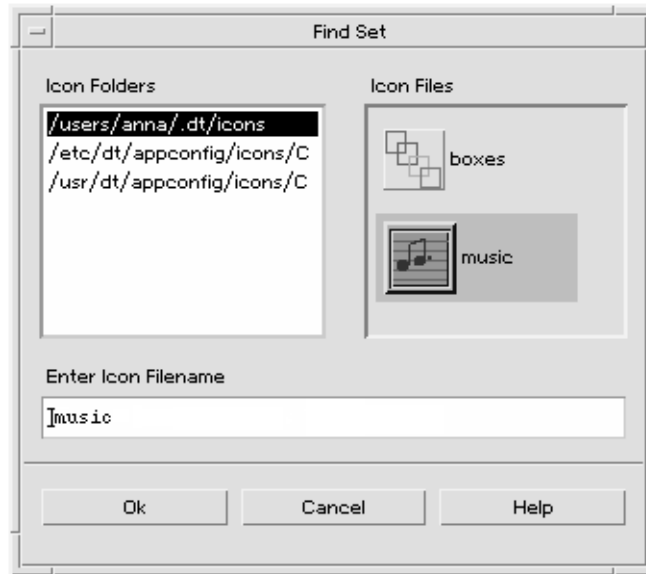 Find Set
Icon Folders
/users/anna/.dt/icons
/etc/dt/appconfig/icons/C
/usr/dt/appconfig/icons/C
Icon Files
boxes
music
Enter Icon Filename
music
Ok Cancel Help